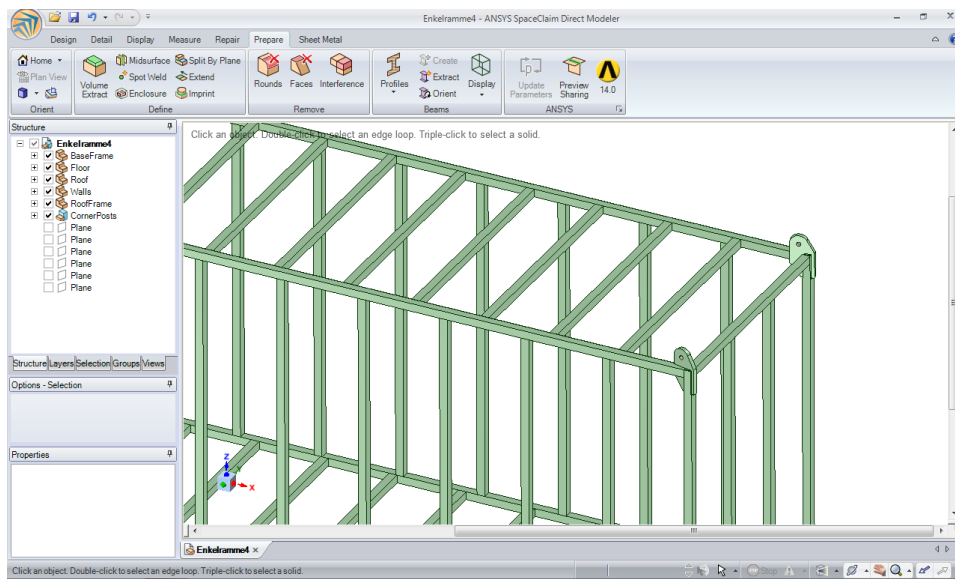 Enkelramme4 - ANSYS SpaceClaim Direct Modeler
Design Detail Display Measure Repair Prepare Sheet Metal
Home
Plan View
Orient
Volume Extract
Midsurface
Spot Weld
Enclosure
Split By Plane
Extend
Imprint
Define
Rounds Faces Interference
Remove
Profiles
Create
Extract
Orient
Display
Beams
Update Parameters
Preview Sharing
14.0
ANSYS
Structure
Click an object. Double-click to select an edge loop. Triple-click to select a solid.
Enkelramme4
BaseFrame
Floor
Roof
Walls
RoofFrame
CornerPosts
Plane
Plane
Plane
Plane
Plane
Plane
Structure Layers Selection Groups Views
Options - Selection
Properties
Z
Y
X
Enkelramme4
Click an object. Double-click to select an edge loop. Triple-click to select a solid.
Stop